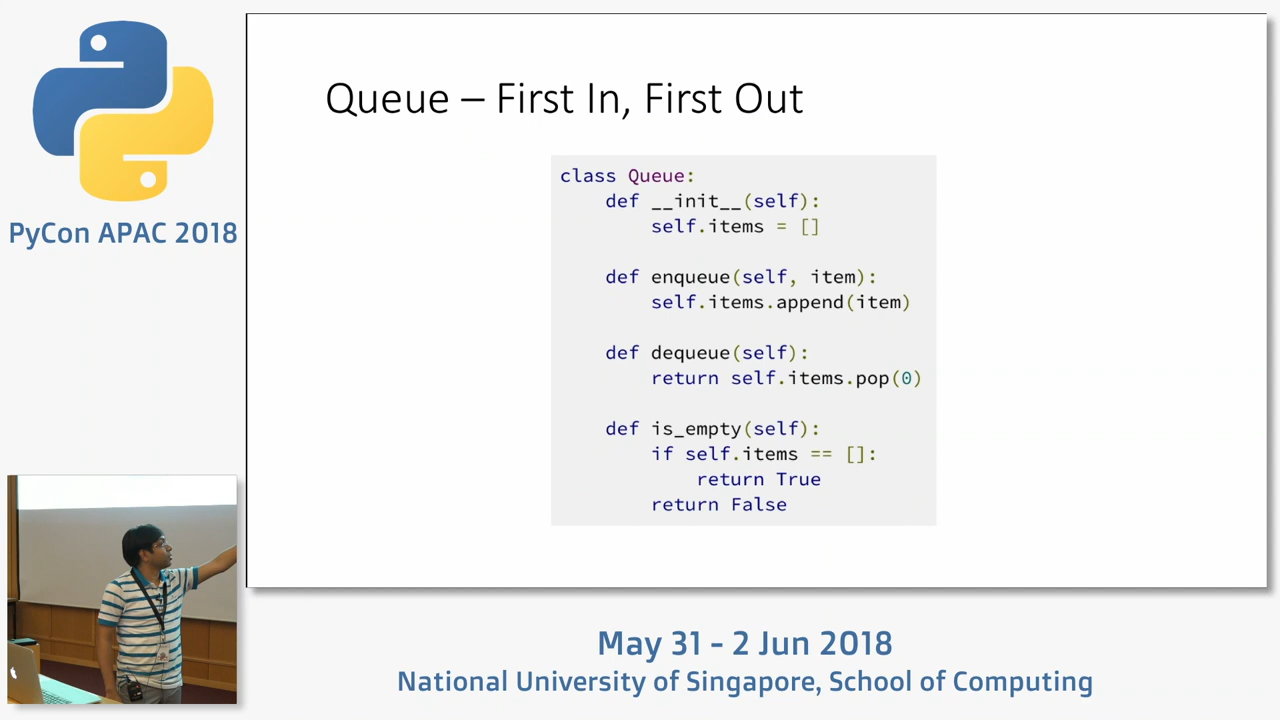 PyCon APAC 2018
Queue – First In, First Out
class Queue:
    def __init__(self):
        self.items = []
    def enqueue(self, item):
        self.items.append(item)
    def dequeue(self):
        return self.items.pop(0)
    def is_empty(self):
        if self.items == []:
            return True
        return False
May 31 - 2 Jun 2018
National University of Singapore, School of Computing